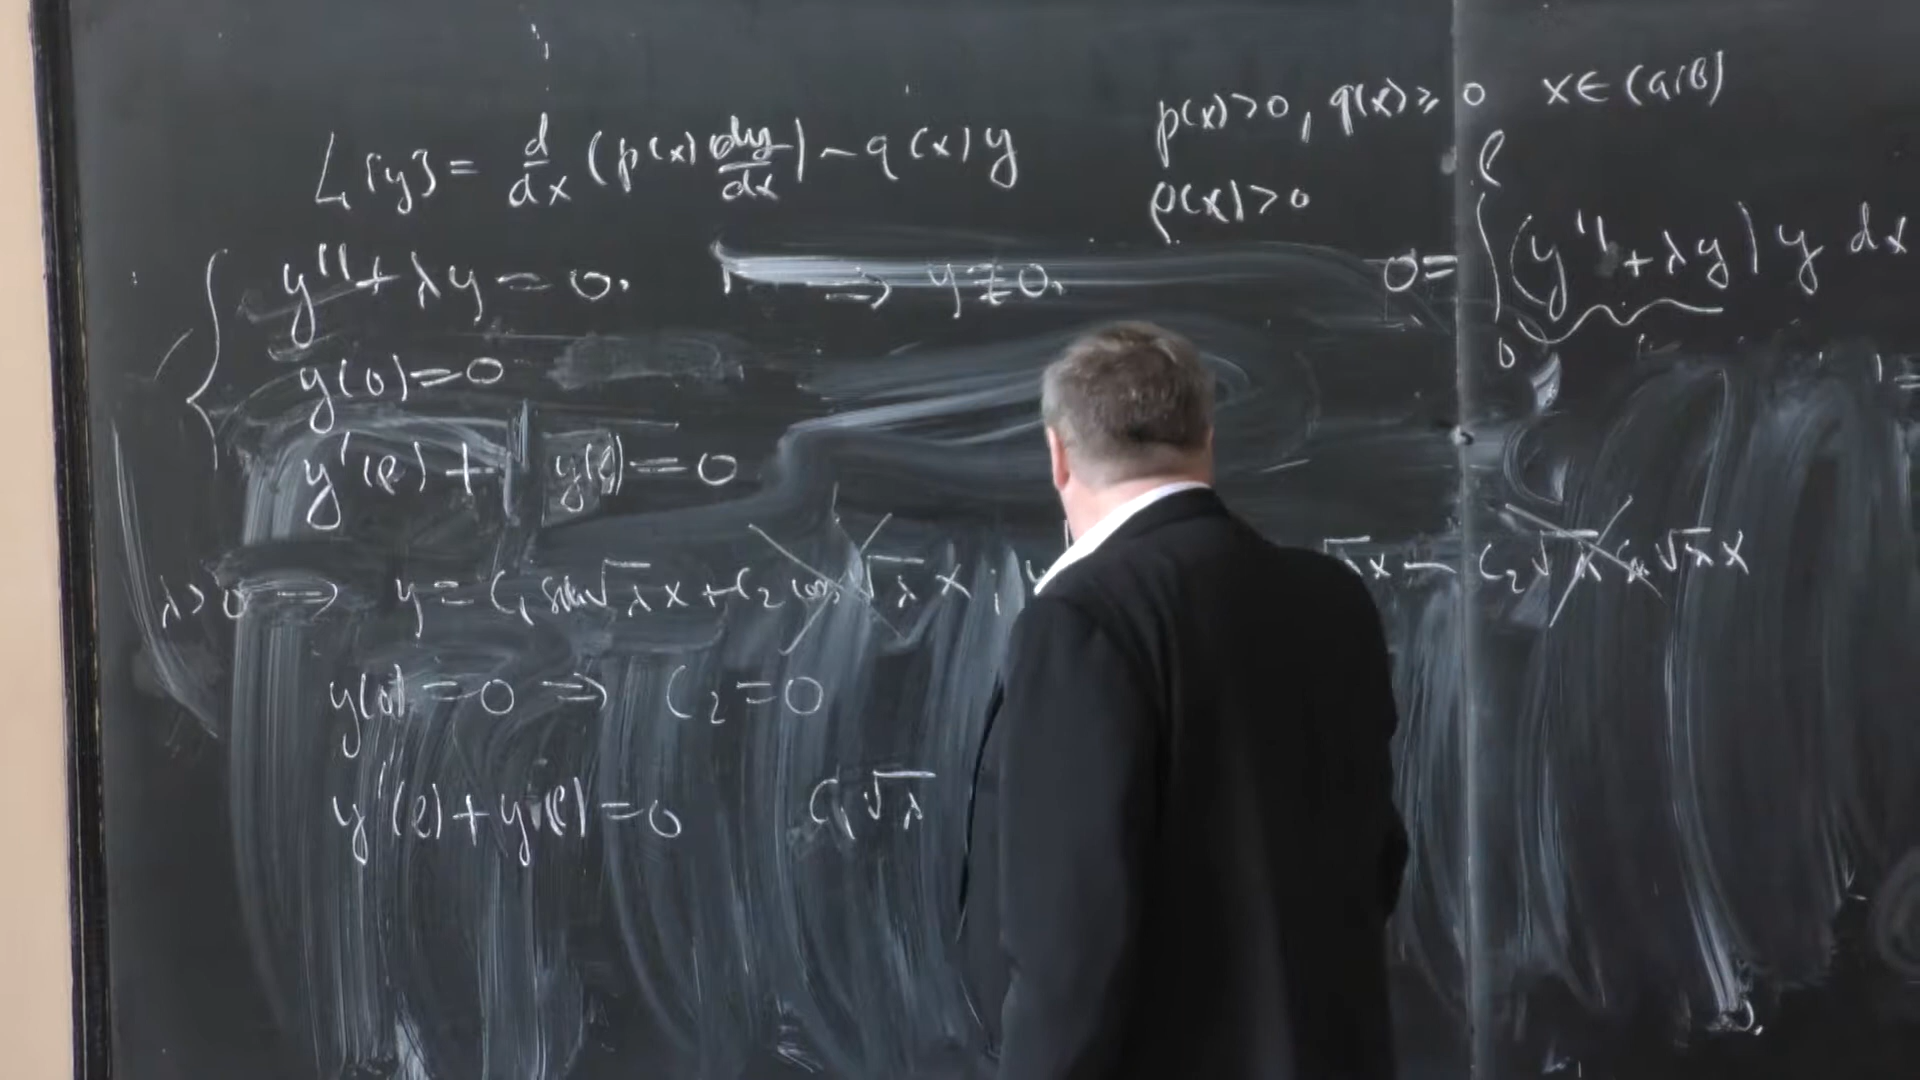 p(x)>0, q(x)≥0 x∈(a,b)
L[y] = d/dx (p(x) dy/dx) - q(x)y
ρ(x)>0
y'' + λy = 0. ⇒ y≢0.
0 = ∫₀^ℓ (y'' + λy) y dx
y(0)=0
y'(ℓ) + y(ℓ) = 0
λ>0 ⇒ y = C₁ sin√λ x + C₂ cos√λ x ; √λ x - C₂√λ sin √λ x
y(0) = 0 ⇒ C₂ = 0
y'(ℓ) + y(ℓ) = 0 C₁√λ